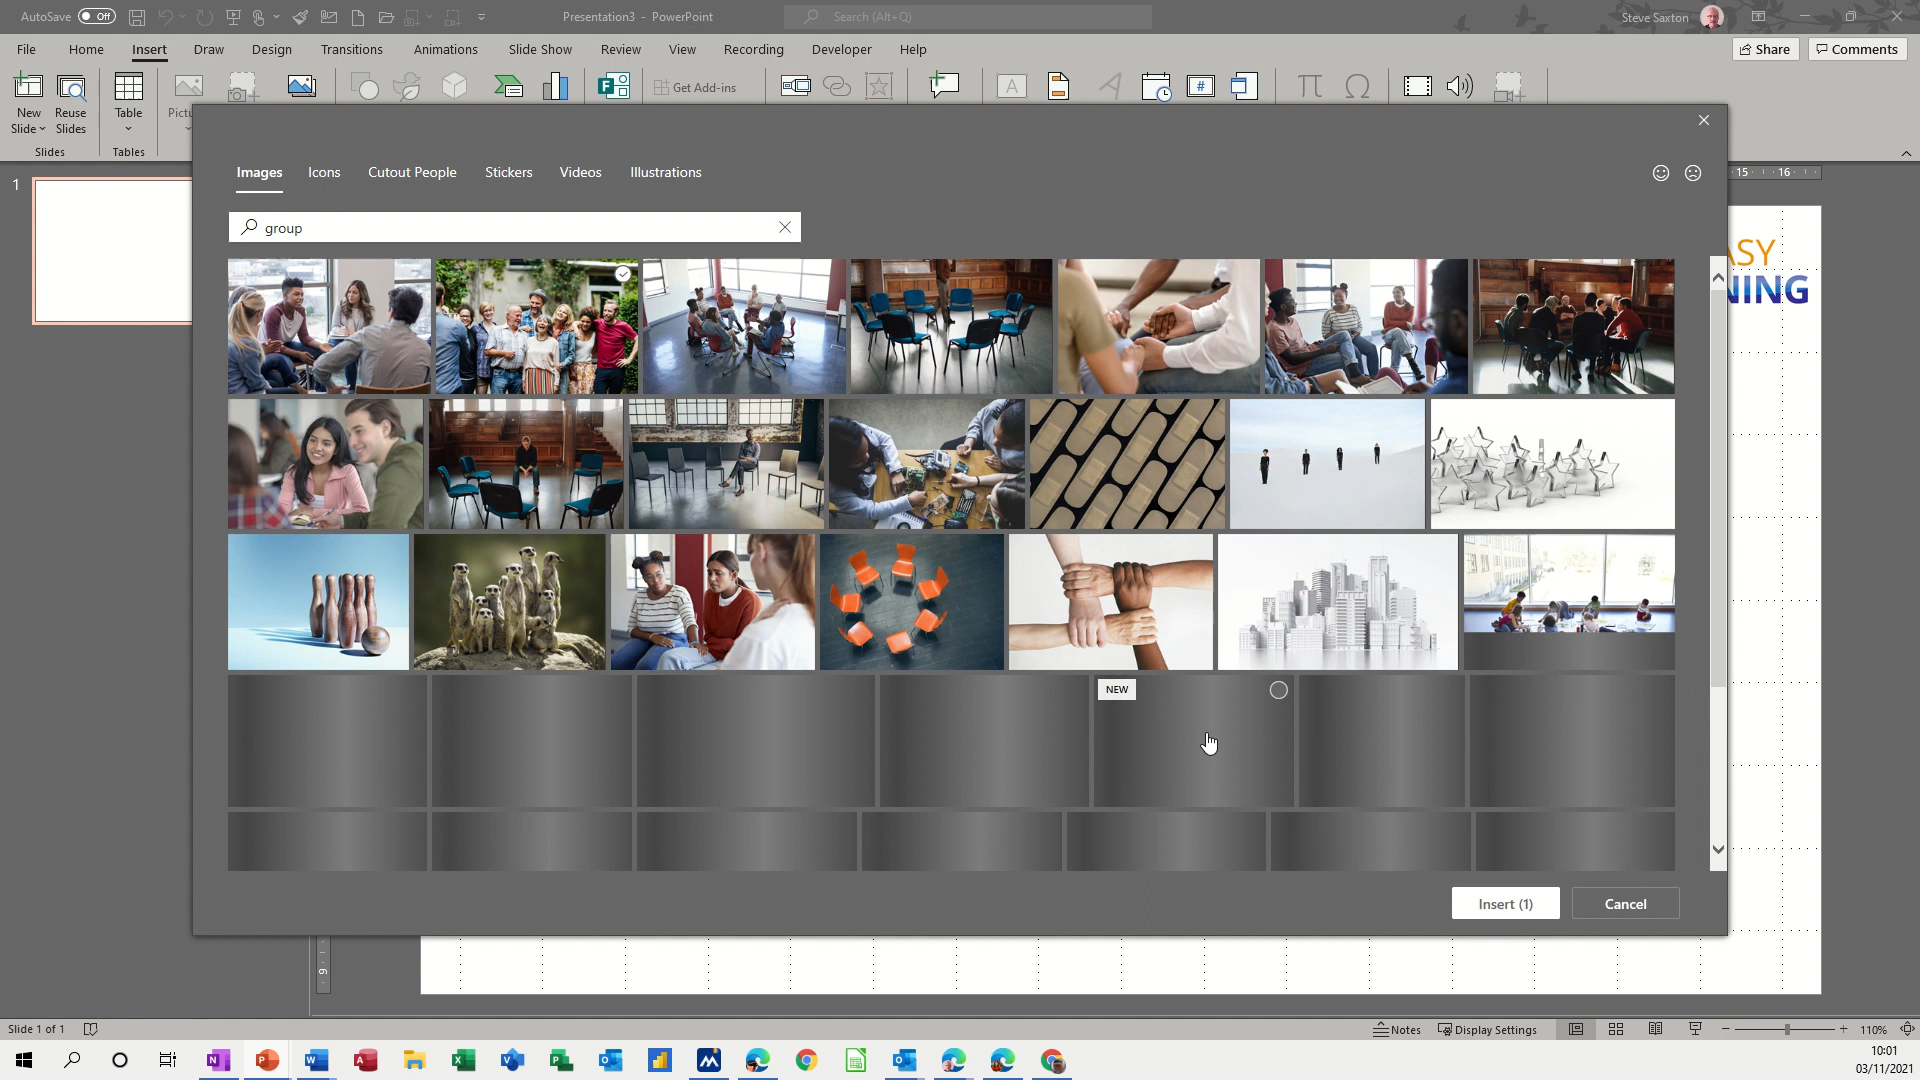 AutoSave Off
Presentation3 - PowerPoint
Search (Alt+Q)
Steve Saxton
File Home Insert Draw Design Transitions Animations Slide Show Review View Recording Developer Help
Share
Comments
New Slide
Reuse Slides
Table
Get Add-ins
Slides
Tables
Images Icons Cutout People Stickers Videos Illustrations
group
1
15 16
NEW
Insert (1)
Cancel
9
Slide 1 of 1
Notes
Display Settings
110%
10:01
03/11/2021